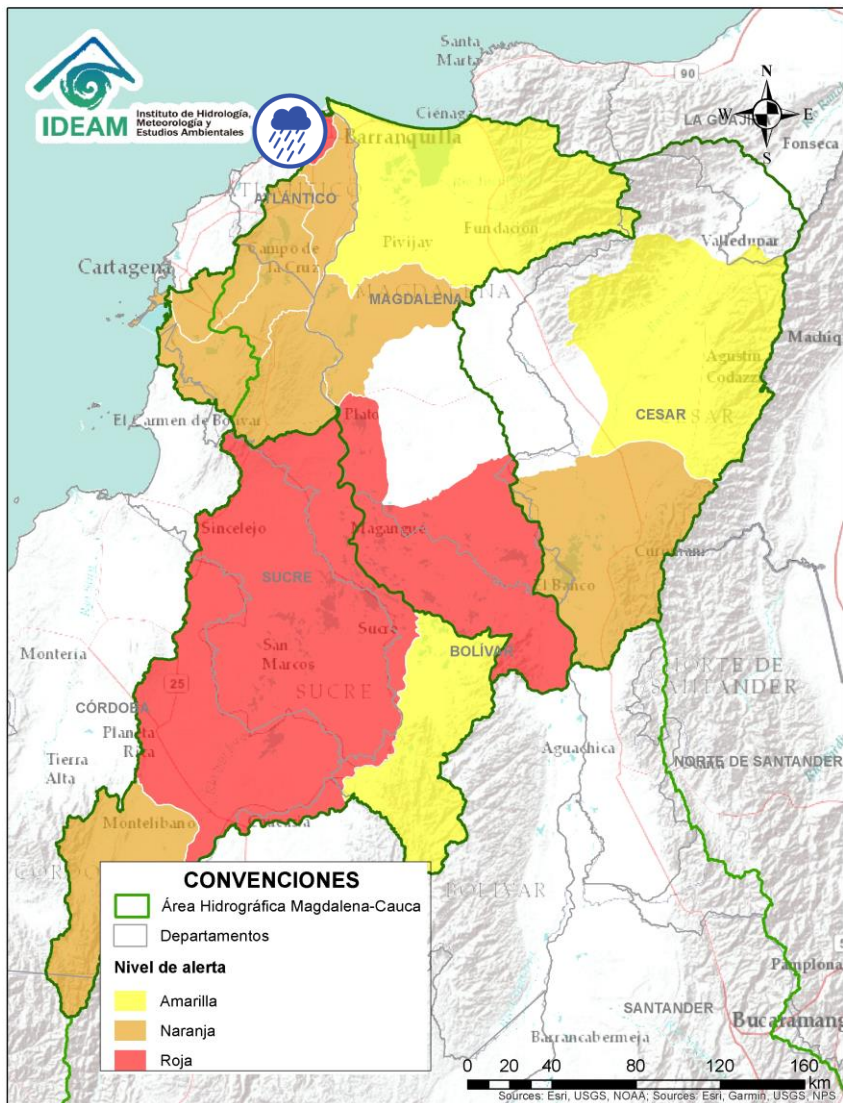 IDEAM
Instituto de Hidrología,
Meteorología y
Estudios Ambientales
Santa
Marta
90
N
W E
S
Ciénaga
LA GUAJI
Fonseca
Barranquilla
ATLÁNTICO
Valledupar
Pivijay
Fundación
Campo de
la Cruz
Cartagena
MAGDALENA
Machiq
Agustín
Codazzi
CESAR
El Carmen de Bolívar
Plato
Sincelejo
Magangué
SUCRE
El Banco
Curumaní
Sucre
San
Marcos
BOLÍVAR
SUCRE
Montería
25
NORTE DE
SANTANDER
CÓRDOBA
Planeta
Rica
Tierra
Alta
Aguachica
NORTE DE SANTANDER
Montelíbano
BOLÍVAR
CONVENCIONES
Área Hidrográfica Magdalena-Cauca
Departamentos
Nivel de alerta
Amarilla
Naranja
Roja
Pamplona
SANTANDER
Bucaramang
Barrancabermeja
0 20 40 80 120 160
km
Sources: Esri, USGS, NOAA; Sources: Esri, Garmin, USGS, NPS